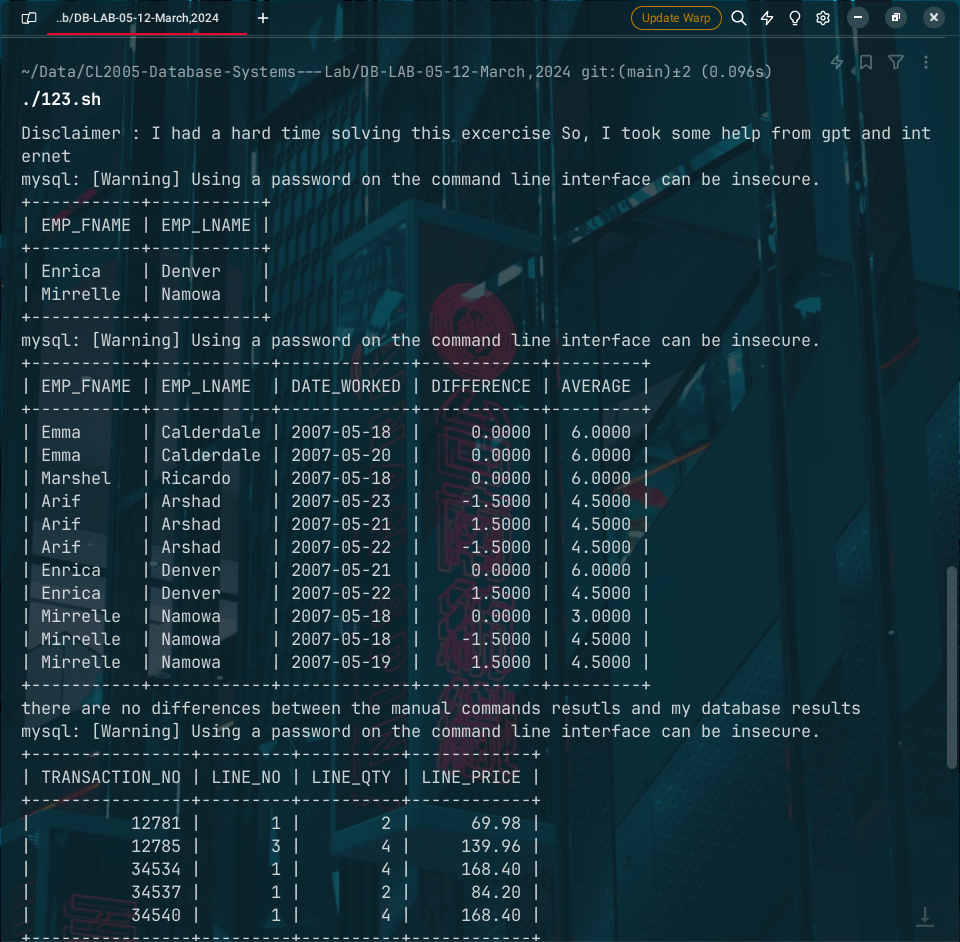 ..b/DB-LAB-05-12-March,2024
Update Warp
~/Data/CL2005-Database-Systems---Lab/DB-LAB-05-12-March,2024 git:(main)±2 (0.096s)
./123.sh
Disclaimer : I had a hard time solving this excercise So, I took some help from gpt and int
ernet
mysql: [Warning] Using a password on the command line interface can be insecure.
+-----------+-----------+
| EMP_FNAME | EMP_LNAME |
+-----------+-----------+
| Enrica    | Denver    |
| Mirrelle  | Namowa    |
+-----------+-----------+
mysql: [Warning] Using a password on the command line interface can be insecure.
+-----------+------------+-------------+------------+---------+
| EMP_FNAME | EMP_LNAME  | DATE_WORKED | DIFFERENCE | AVERAGE |
+-----------+------------+-------------+------------+---------+
| Emma      | Calderdale | 2007-05-18  |     0.0000 |  6.0000 |
| Emma      | Calderdale | 2007-05-20  |     0.0000 |  6.0000 |
| Marshel   | Ricardo    | 2007-05-18  |     0.0000 |  6.0000 |
| Arif      | Arshad     | 2007-05-23  |    -1.5000 |  4.5000 |
| Arif      | Arshad     | 2007-05-21  |     1.5000 |  4.5000 |
| Arif      | Arshad     | 2007-05-22  |    -1.5000 |  4.5000 |
| Enrica    | Denver     | 2007-05-21  |     0.0000 |  6.0000 |
| Enrica    | Denver     | 2007-05-22  |     1.5000 |  4.5000 |
| Mirrelle  | Namowa     | 2007-05-18  |     0.0000 |  3.0000 |
| Mirrelle  | Namowa     | 2007-05-18  |    -1.5000 |  4.5000 |
| Mirrelle  | Namowa     | 2007-05-19  |     1.5000 |  4.5000 |
+-----------+------------+-------------+------------+---------+
there are no differences between the manual commands resutls and my database results
mysql: [Warning] Using a password on the command line interface can be insecure.
+----------------+---------+----------+------------+
| TRANSACTION_NO | LINE_NO | LINE_QTY | LINE_PRICE |
+----------------+---------+----------+------------+
|          12781 |       1 |        2 |      69.98 |
|          12785 |       3 |        4 |     139.96 |
|          34534 |       1 |        4 |     168.40 |
|          34537 |       1 |        2 |      84.20 |
|          34540 |       1 |        4 |     168.40 |
+----------------+---------+----------+------------+